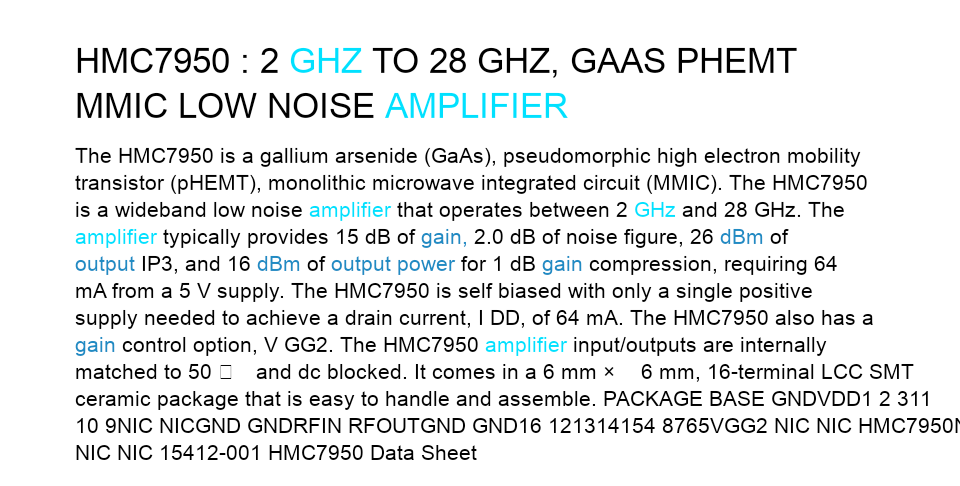 HMC7950 : 2 GHZ TO 28 GHZ, GAAS PHEMT
MMIC LOW NOISE AMPLIFIER
The HMC7950 is a gallium arsenide (GaAs), pseudomorphic high electron mobility
transistor (pHEMT), monolithic microwave integrated circuit (MMIC). The HMC7950
is a wideband low noise amplifier that operates between 2 GHz and 28 GHz. The
amplifier typically provides 15 dB of gain, 2.0 dB of noise figure, 26 dBm of
output IP3, and 16 dBm of output power for 1 dB gain compression, requiring 64
mA from a 5 V supply. The HMC7950 is self biased with only a single positive
supply needed to achieve a drain current, I DD, of 64 mA. The HMC7950 also has a
gain control option, V GG2. The HMC7950 amplifier input/outputs are internally
matched to 50 □ and dc blocked. It comes in a 6 mm × 6 mm, 16-terminal LCC SMT
ceramic package that is easy to handle and assemble. PACKAGE BASE GNDVDD1 2 311
10 9NIC NICGND GNDRFIN RFOUTGND GND16 121314154 8765VGG2 NIC NIC HMC7950N
NIC NIC 15412-001 HMC7950 Data Sheet